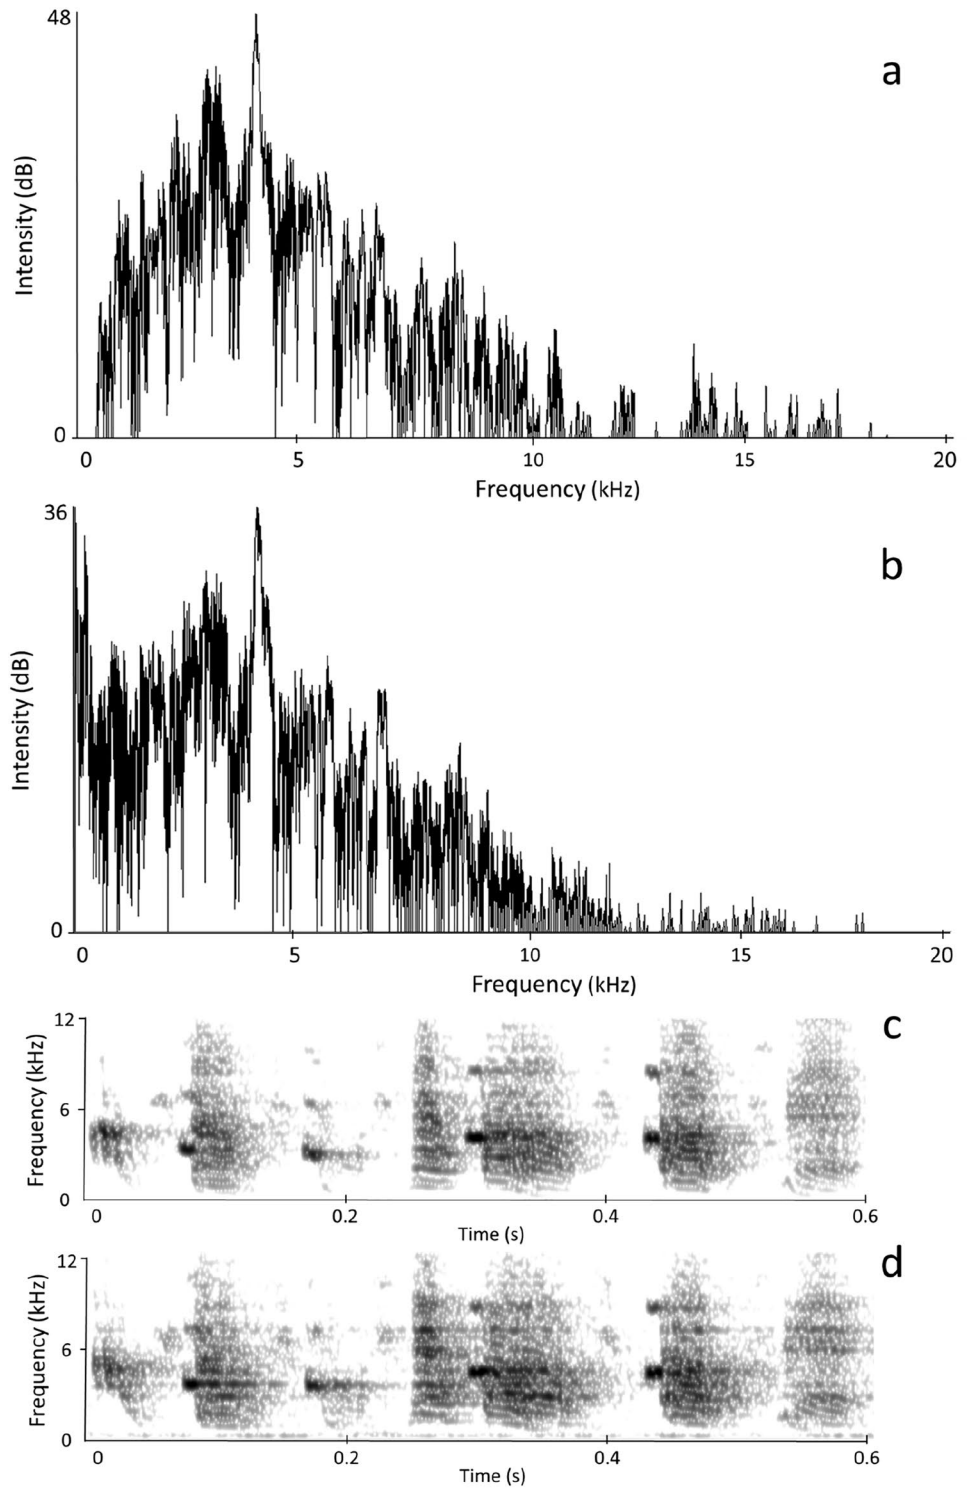 48
a
Intensity (dB)
0
0 5 10 15 20
Frequency (kHz)
36
b
Intensity (dB)
0
0 5 10 15 20
Frequency (kHz)
12
c
Frequency (kHz)
6
0
0 0.2 0.4 0.6
Time (s)
12
d
Frequency (kHz)
6
0
0 0.2 0.4 0.6
Time (s)